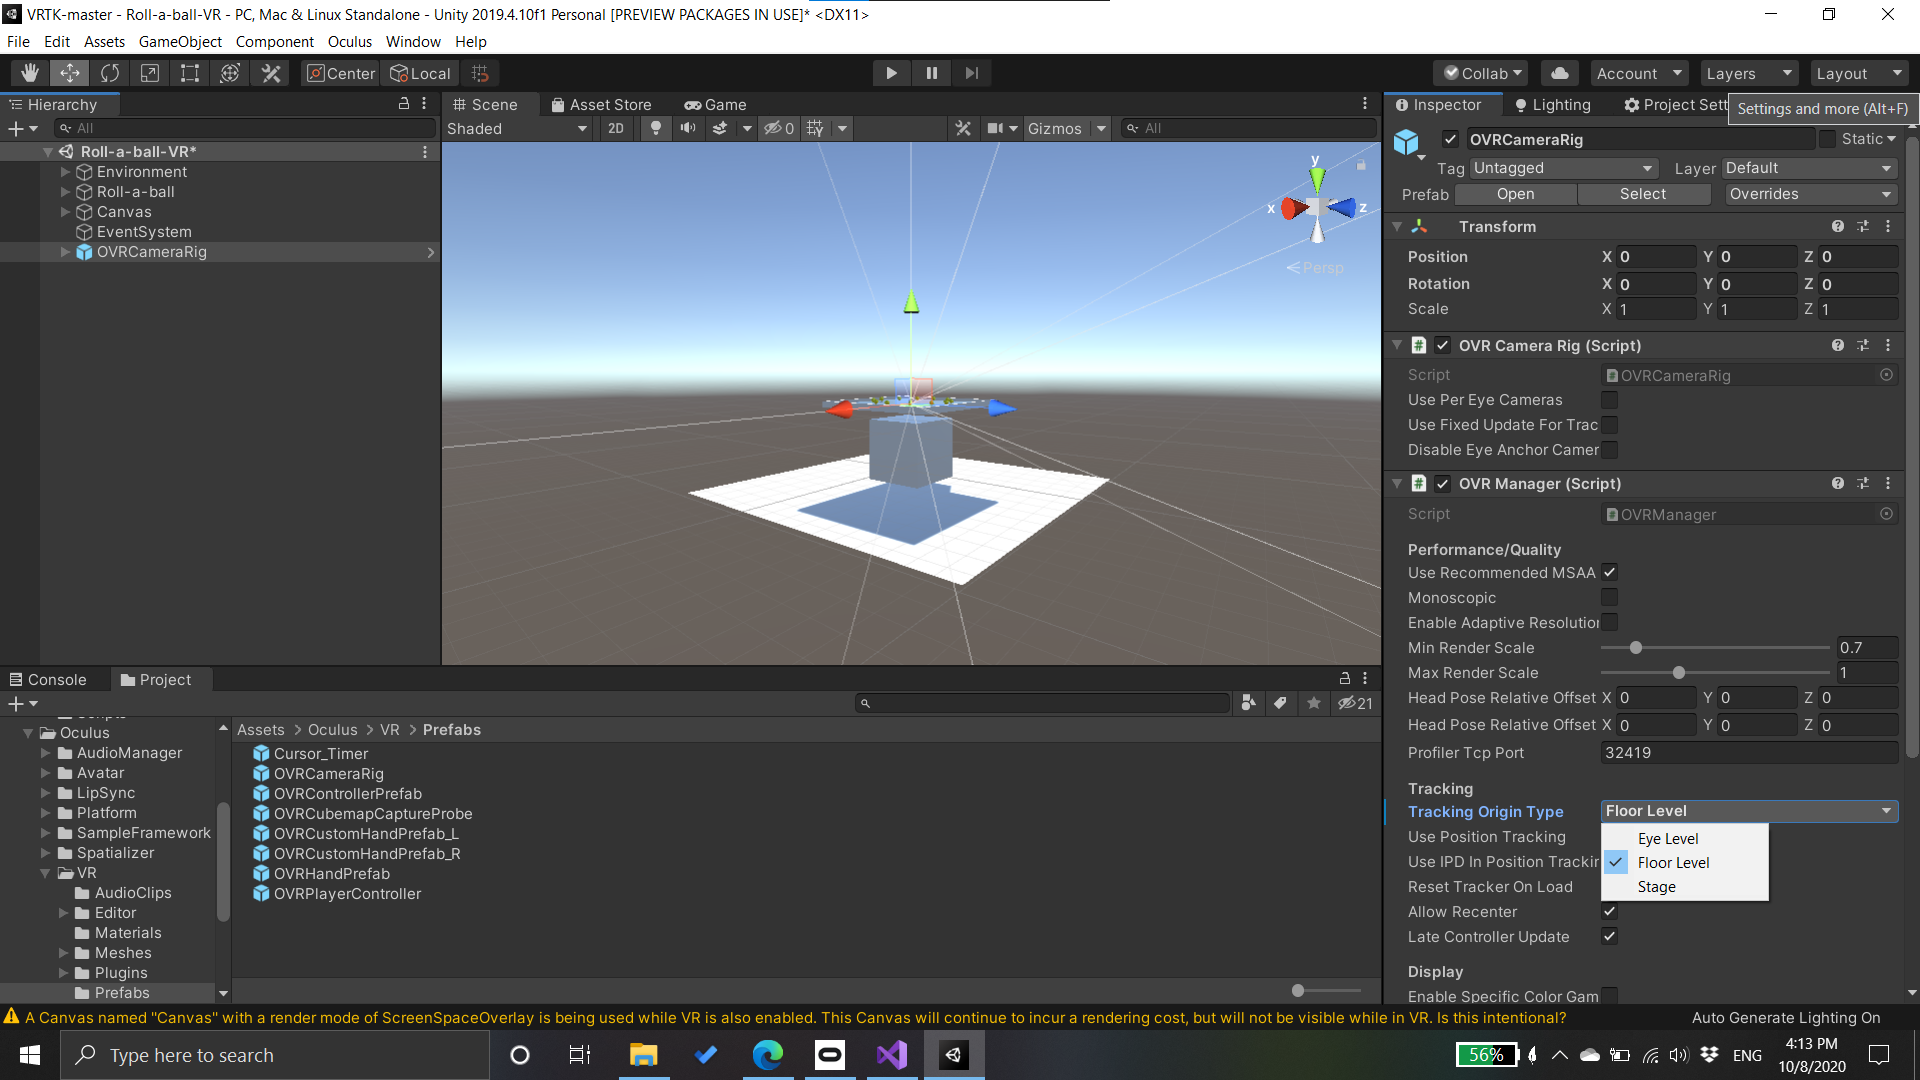 VRTK-master - Roll-a-ball-VR - PC, Mac & Linux Standalone - Unity 2019.4.10f1 Personal [PREVIEW PACKAGES IN USE]* <DX11>
File Edit Assets GameObject Component Oculus Window Help
Center Local Collab Account Layers Layout
Hierarchy
All
Roll-a-ball-VR*
Environment
Roll-a-ball
Canvas
EventSystem
OVRCameraRig
Scene Asset Store Game
Shaded 2D 0 Gizmos All
y
x z
Persp
Inspector Lighting Project Sett
Settings and more (Alt+F)
OVRCameraRig Static
Tag Untagged Layer Default
Prefab Open Select Overrides
Transform
Position X 0 Y 0 Z 0
Rotation X 0 Y 0 Z 0
Scale X 1 Y 1 Z 1
OVR Camera Rig (Script)
Script OVRCameraRig
Use Per Eye Cameras
Use Fixed Update For Trac
Disable Eye Anchor Camer
OVR Manager (Script)
Script OVRManager
Performance/Quality
Use Recommended MSAA
Monoscopic
Enable Adaptive Resolution
Min Render Scale 0.7
Max Render Scale 1
Head Pose Relative Offset X 0 Y 0 Z 0
Head Pose Relative Offset X 0 Y 0 Z 0
Profiler Tcp Port 32419
Tracking
Tracking Origin Type Floor Level
Use Position Tracking
Eye Level
Use IPD In Position Trackin
Floor Level
Reset Tracker On Load
Stage
Allow Recenter
Late Controller Update
Display
Enable Specific Color Gam
Console Project
21
Scripts
Oculus
AudioManager
Avatar
LipSync
Platform
SampleFramework
Spatializer
VR
AudioClips
Editor
Materials
Meshes
Plugins
Prefabs
Assets > Oculus > VR > Prefabs
Cursor_Timer
OVRCameraRig
OVRControllerPrefab
OVRCubemapCaptureProbe
OVRCustomHandPrefab_L
OVRCustomHandPrefab_R
OVRHandPrefab
OVRPlayerController
A Canvas named "Canvas" with a render mode of ScreenSpaceOverlay is being used while VR is also enabled. This Canvas will continue to incur a rendering cost, but will not be visible while in VR. Is this intentional?
Auto Generate Lighting On
Type here to search
56%
ENG
4:13 PM
10/8/2020